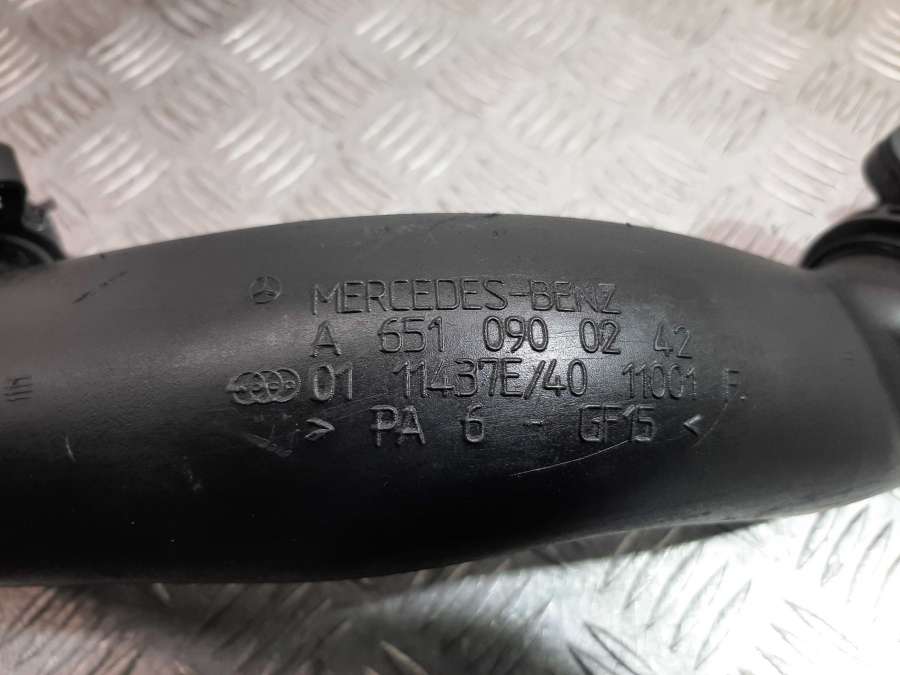 MERCEDES-BENZ
A 651 090 02 42
01 11437E/40 11001 F.
> PA 6 - GF15 <